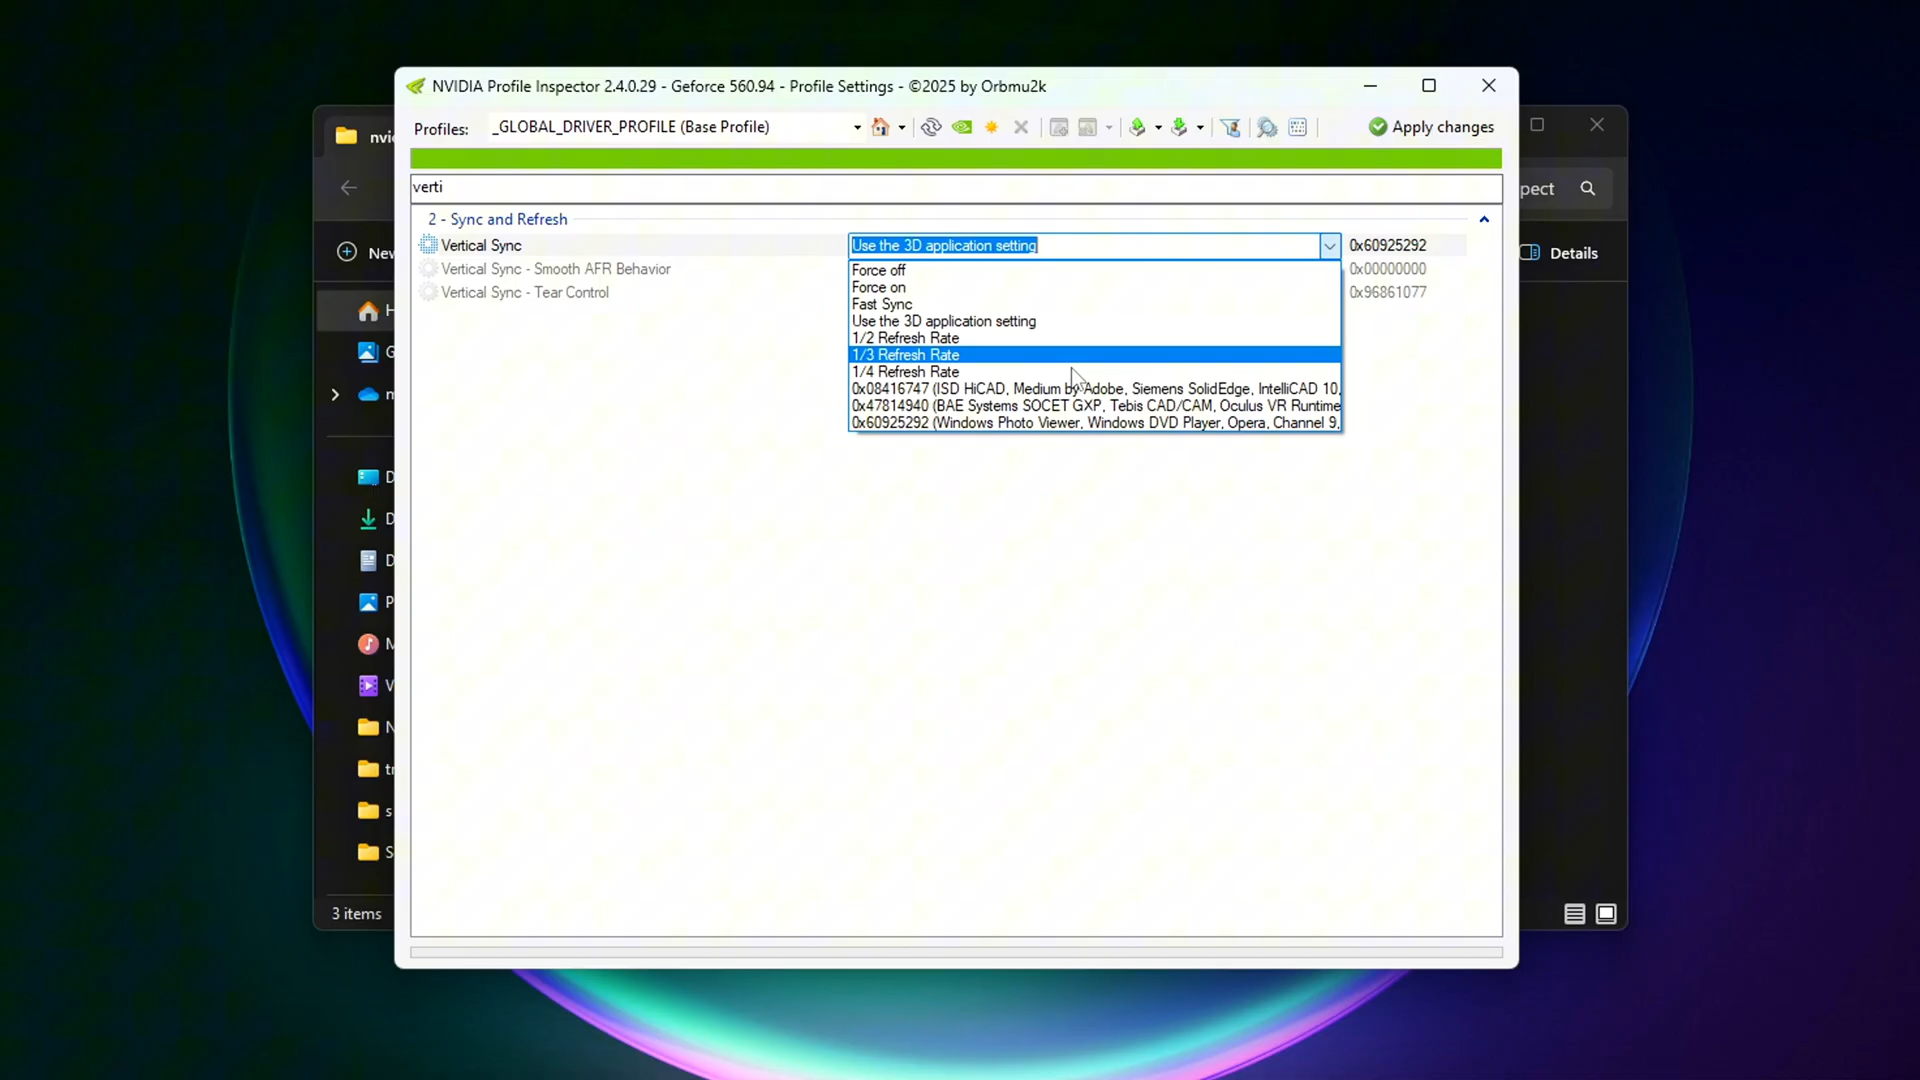 NVIDIA Profile Inspector 2.4.0.29 - Geforce 560.94 - Profile Settings - ©2025 by Orbmu2k
Profiles: _GLOBAL_DRIVER_PROFILE (Base Profile) Apply changes
verti
2 - Sync and Refresh
Vertical Sync Use the 3D application setting 0x60925292
Vertical Sync - Smooth AFR Behavior 0x00000000
Vertical Sync - Tear Control 0x96861077
Force off
Force on
Fast Sync
Use the 3D application setting
1/2 Refresh Rate
1/3 Refresh Rate
1/4 Refresh Rate
0x08416747 (ISD HiCAD, Medium by Adobe, Siemens SolidEdge, IntelliCAD 10,
0x47814940 (BAE Systems SOCET GXP, Tebis CAD/CAM, Oculus VR Runtime
0x60925292 (Windows Photo Viewer, Windows DVD Player, Opera, Channel 9,
nvid
pect
New
Details
H
G
m
D
D
D
P
M
V
N
tr
s
S
3 items